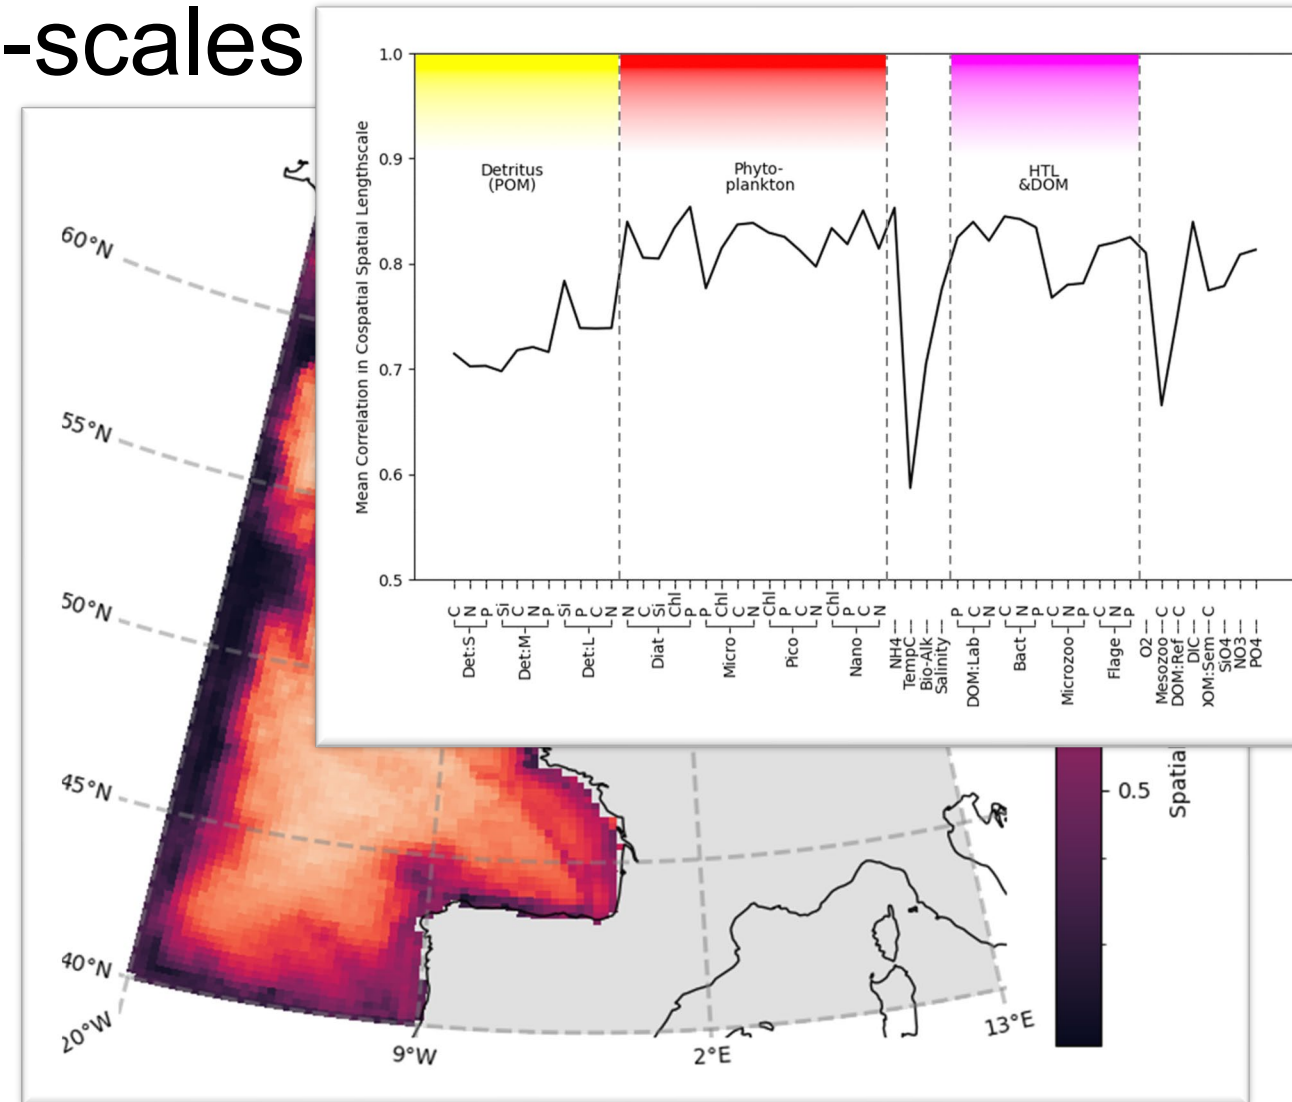 -scales
1.0
0.9
0.8
0.7
0.6
0.5
Mean Correlation in Cospatial Spatial Lengthscale
Detritus
(POM)
Phyto-
plankton
HTL
&DOM
C N P Si C N P Si P C N N C Si Chl P P Chl C N Chl P C N Chl P C N P C N C N P C N P C N P
Det:S
Det:M
Det:L
Diat
Micro
Pico
Nano
NH4
TempC
Bio-Alk
Salinity
DOM:Lab
Bact
Microzoo
Flage
O2
Mesozoo C
DOM:Ref C
DIC
OM:Sem C
SiO4
NO3
PO4
60°N
55°N
50°N
45°N
40°N
20°W
9°W
2°E
13°E
0.5
Spatia